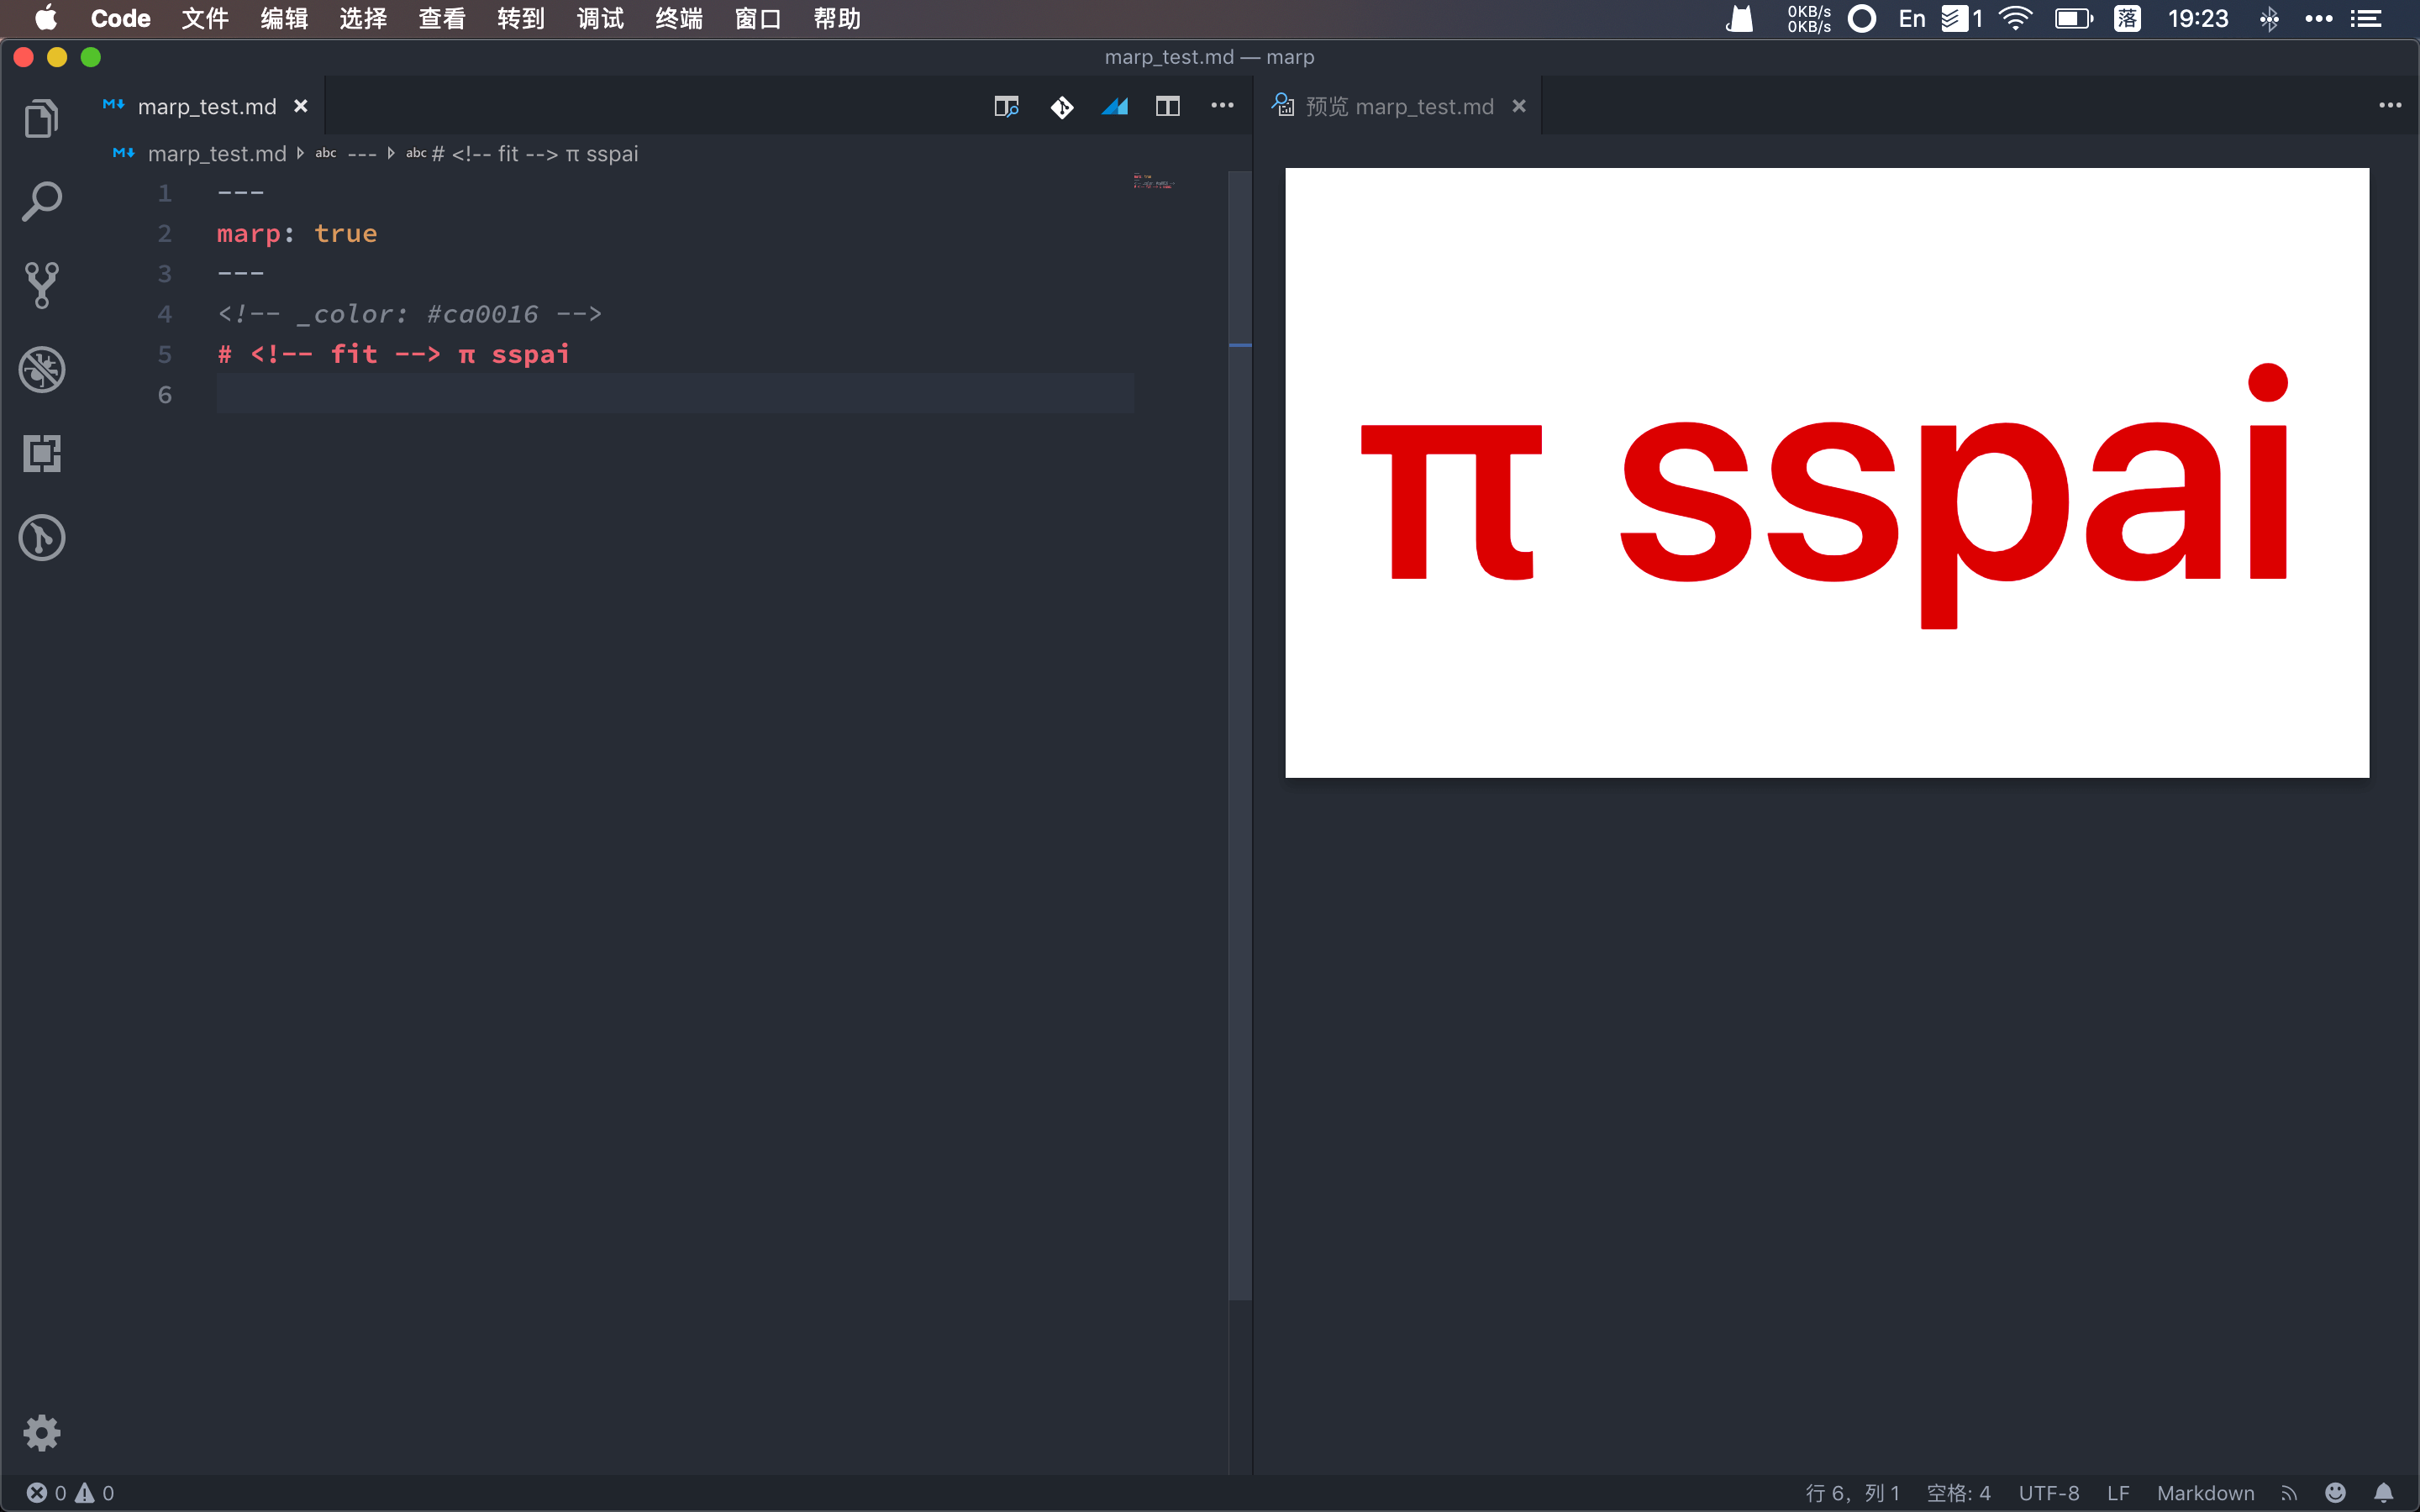 Code 文件 编辑 选择 查看 转到 调试 终端 窗口 帮助
0KB/s
0KB/s
En 1 落 19:23
marp_test.md — marp
marp_test.md
预览 marp_test.md
marp_test.md abc --- abc # <!-- fit --> π sspai
1 ---
2 marp: true
3 ---
4 <!-- _color: #ca0016 -->
5 # <!-- fit --> π sspai
6
π sspai
0 0
行 6，列 1 空格: 4 UTF-8 LF Markdown